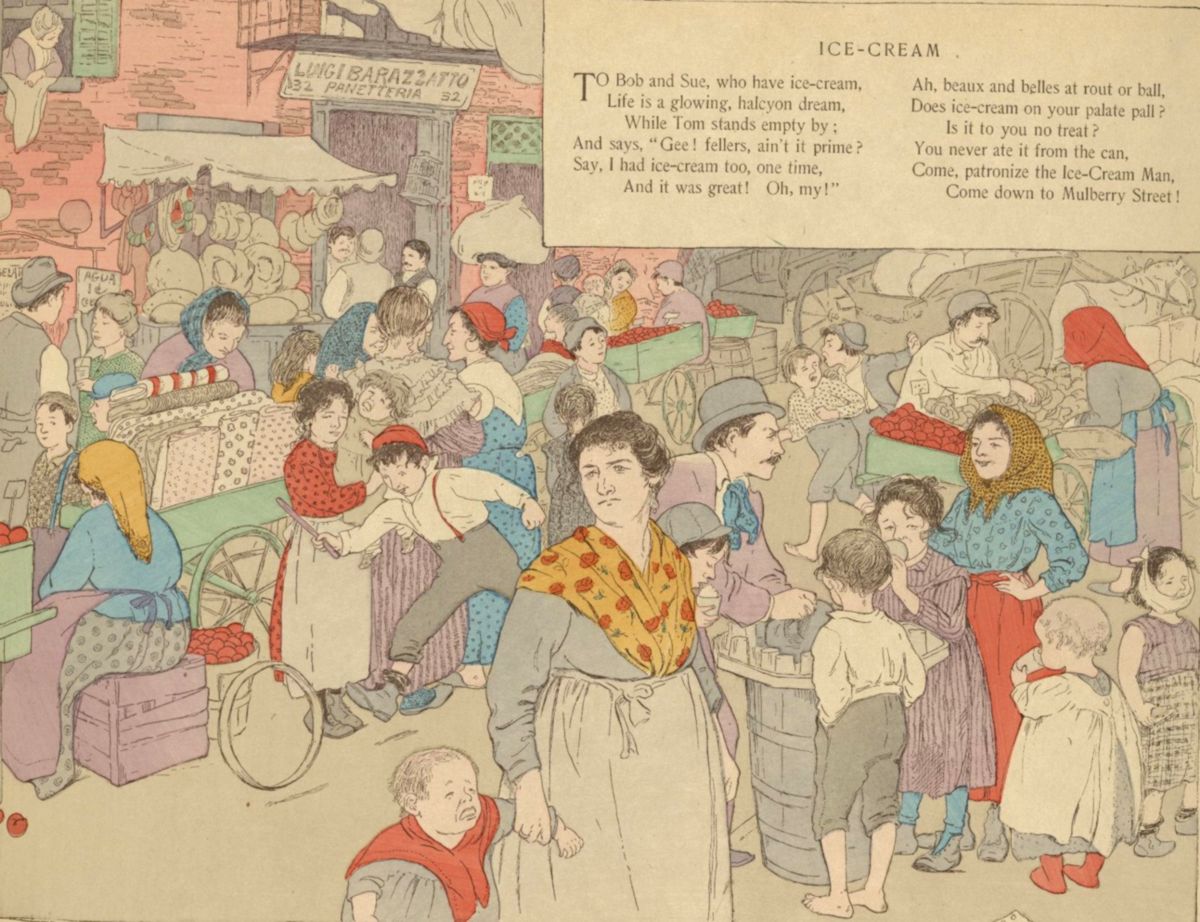 LUIGI BARAZZATTO
32 PANETTERIA 32
AGUA
1¢
ICE-CREAM
TO Bob and Sue, who have ice-cream,
Life is a glowing, halcyon dream,
While Tom stands empty by;
And says, "Gee! fellers, ain't it prime?
Say, I had ice-cream too, one time,
And it was great! Oh, my!"
Ah, beaux and belles at rout or ball,
Does ice-cream on your palate pall?
Is it to you no treat?
You never ate it from the can,
Come, patronize the Ice-Cream Man,
Come down to Mulberry Street!